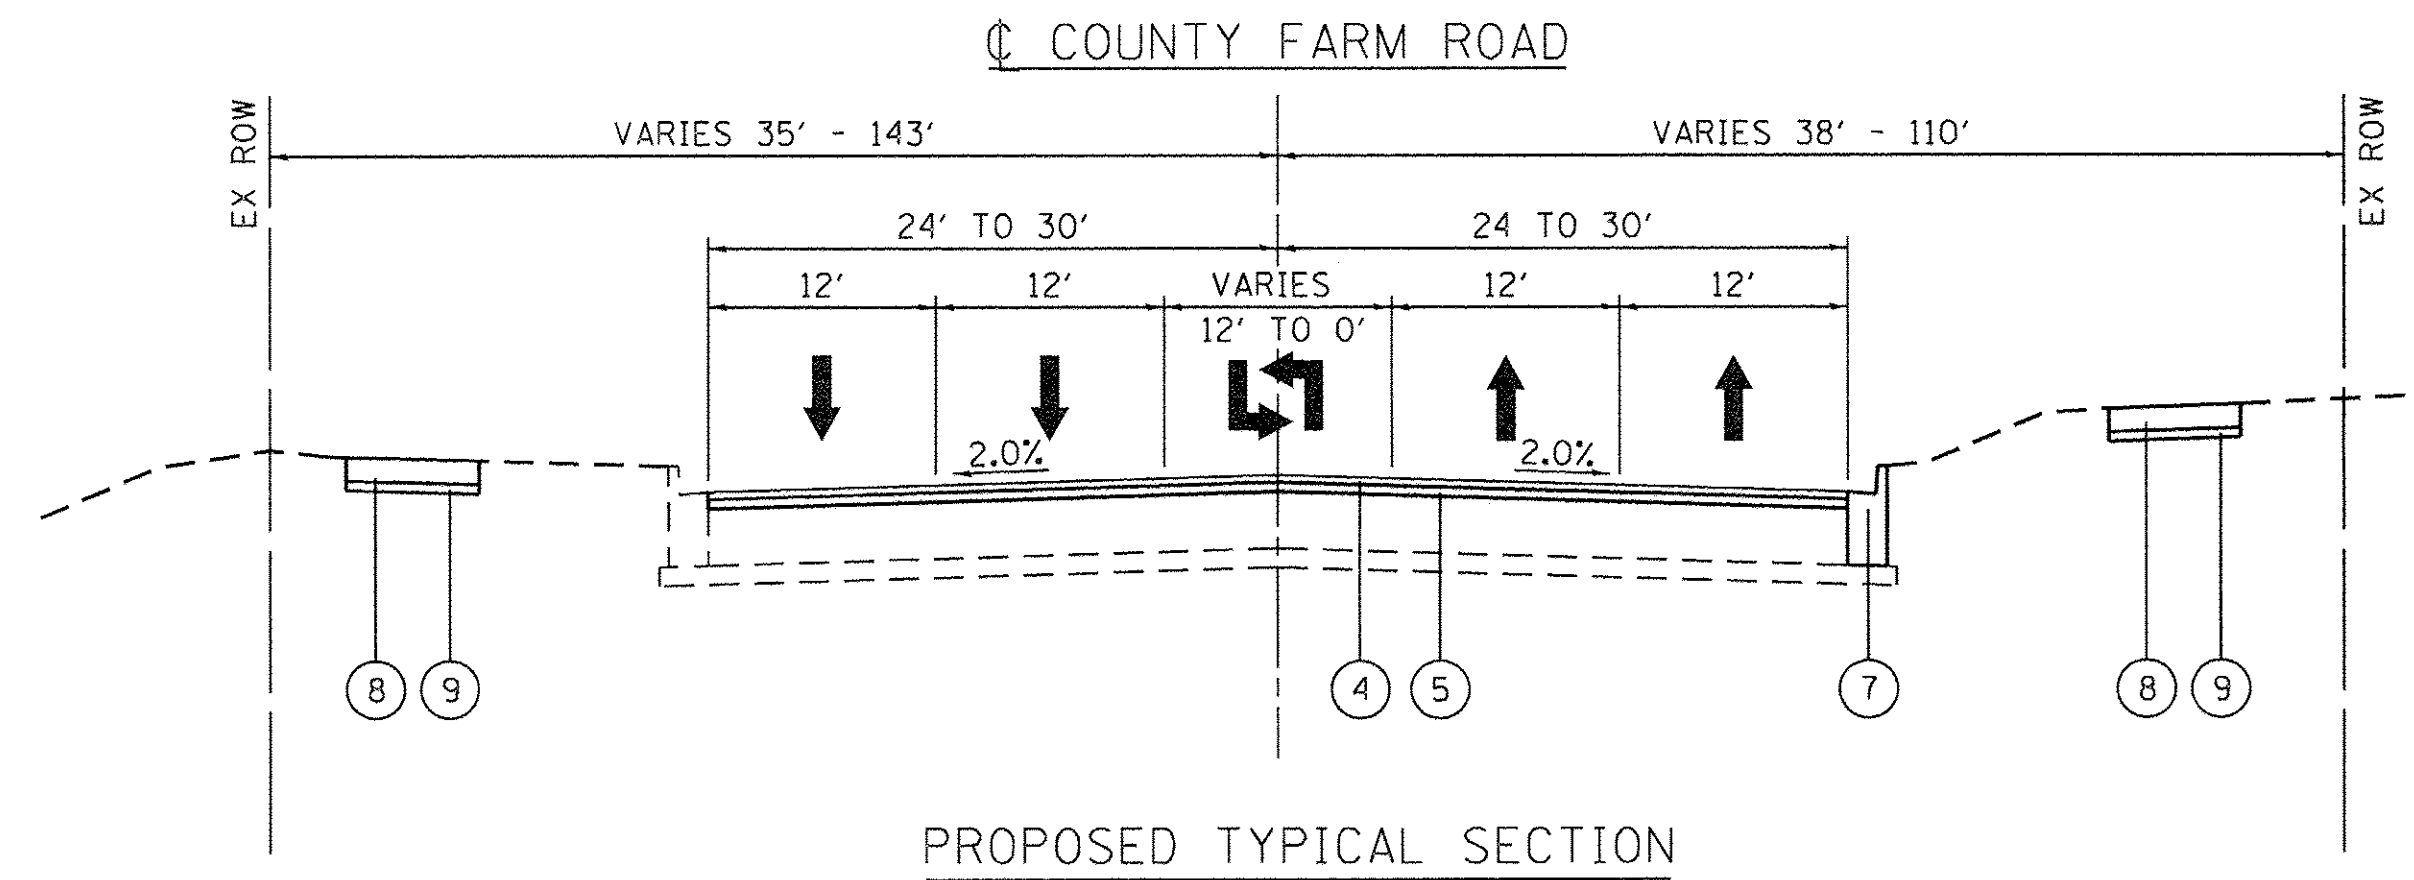 ℄ COUNTY FARM ROAD
EX ROW
VARIES 35' - 143'
VARIES 38' - 110'
EX ROW
24' TO 30'
24 TO 30'
12'
12'
VARIES
12' TO 0'
12'
12'
2.0%
2.0%
8
9
4
5
7
8
9
PROPOSED TYPICAL SECTION